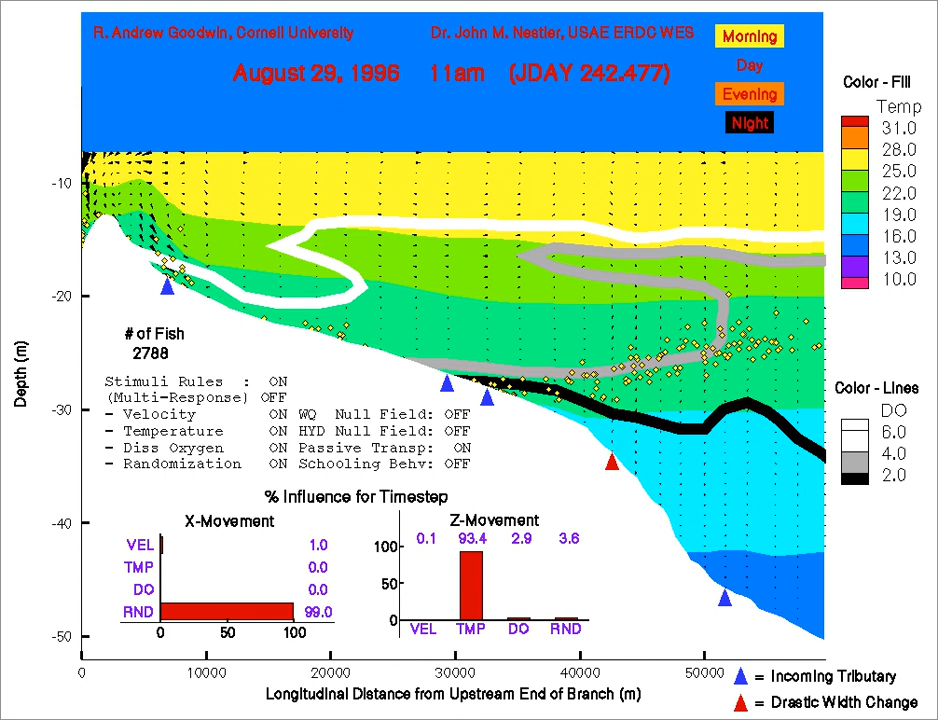 R. Andrew Goodwin, Cornell University Dr. John M. Nestler, USAE ERDC WES
August 29, 1996 11am (JDAY 242.477)
Morning
Day
Evening
Night
Color - Fill
Temp
31.0
28.0
25.0
22.0
19.0
16.0
13.0
10.0
Color - Lines
DO
6.0
4.0
2.0
Depth (m)
-10
-20
-30
-40
-50
# of Fish
2788
Stimuli Rules : ON
(Multi-Response) OFF
- Velocity ON WQ Null Field: OFF
- Temperature ON HYD Null Field: OFF
- Diss Oxygen ON Passive Transp: ON
- Randomization ON Schooling Behv: OFF
% Influence for Timestep
X-Movement
VEL 1.0
TMP 0.0
DO 0.0
RND 99.0
0 50 100
Z-Movement
0.1 93.4 2.9 3.6
100
50
0
VEL TMP DO RND
0 10000 20000 30000 40000 50000
Longitudinal Distance from Upstream End of Branch (m)
= Incoming Tributary
= Drastic Width Change